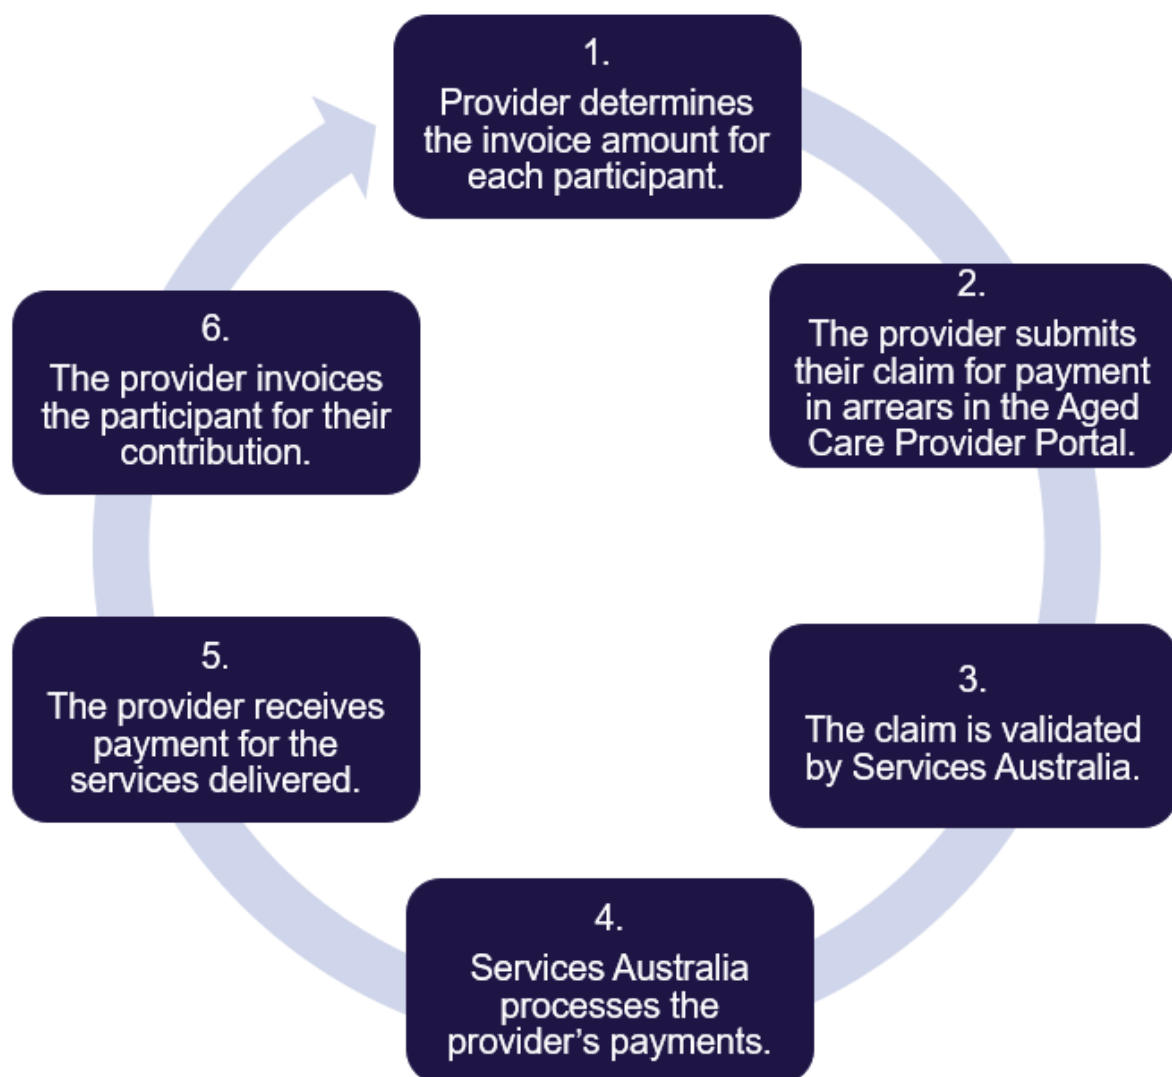 1.
Provider determines
the invoice amount for
each participant.
2.
The provider submits
their claim for payment
in arrears in the Aged
Care Provider Portal.
3.
The claim is validated
by Services Australia.
4.
Services Australia
processes the
provider’s payments.
5.
The provider receives
payment for the
services delivered.
6.
The provider invoices
the participant for their
contribution.